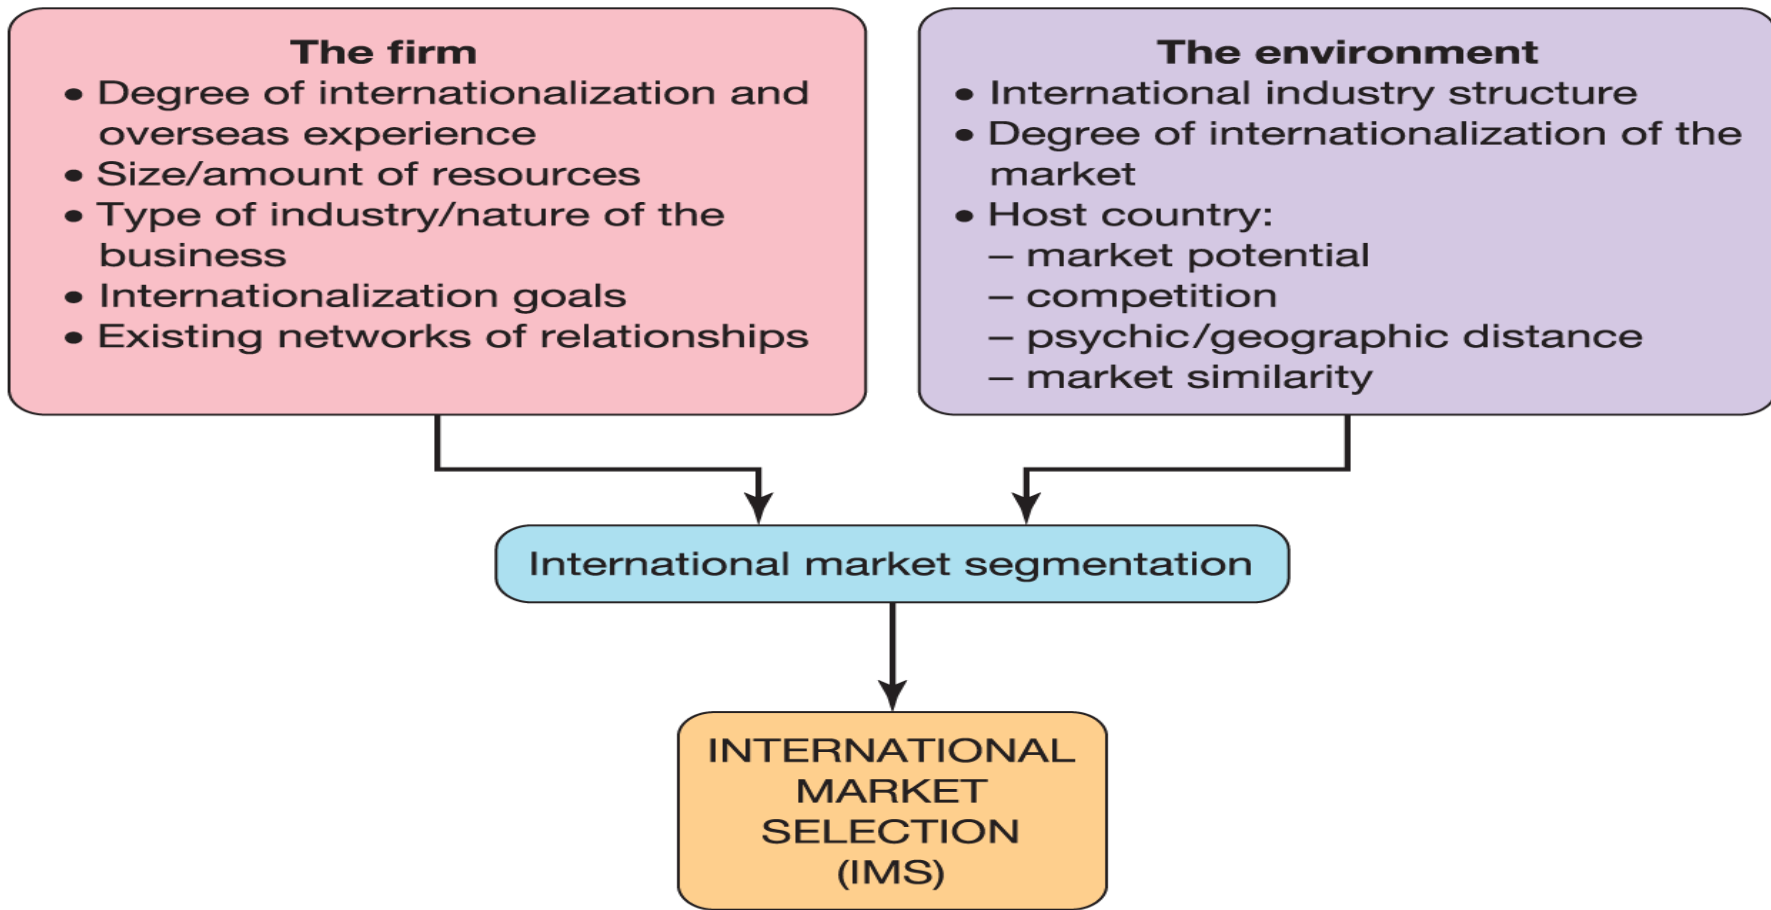 The firm
• Degree of internationalization and
overseas experience
• Size/amount of resources
• Type of industry/nature of the
business
• Internationalization goals
• Existing networks of relationships
The environment
• International industry structure
• Degree of internationalization of the
market
• Host country:
– market potential
– competition
– psychic/geographic distance
– market similarity
International market segmentation
INTERNATIONAL
MARKET
SELECTION
(IMS)